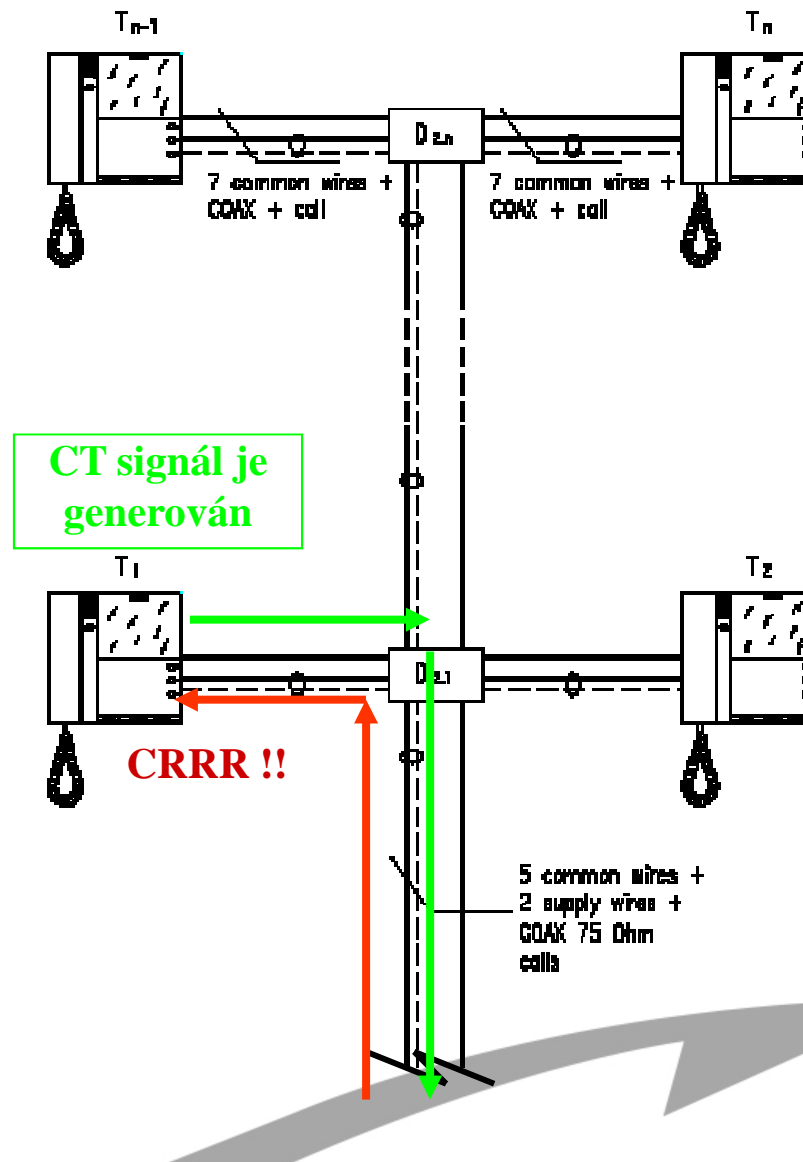 Tn-1
Tn
D2.n
7 common wires +
COAX + call
7 common wires +
COAX + call
CT signál je
generován
T1
T2
D2.1
CRRR !!
5 common wires +
2 supply wires +
COAX 75 Ohm
calls